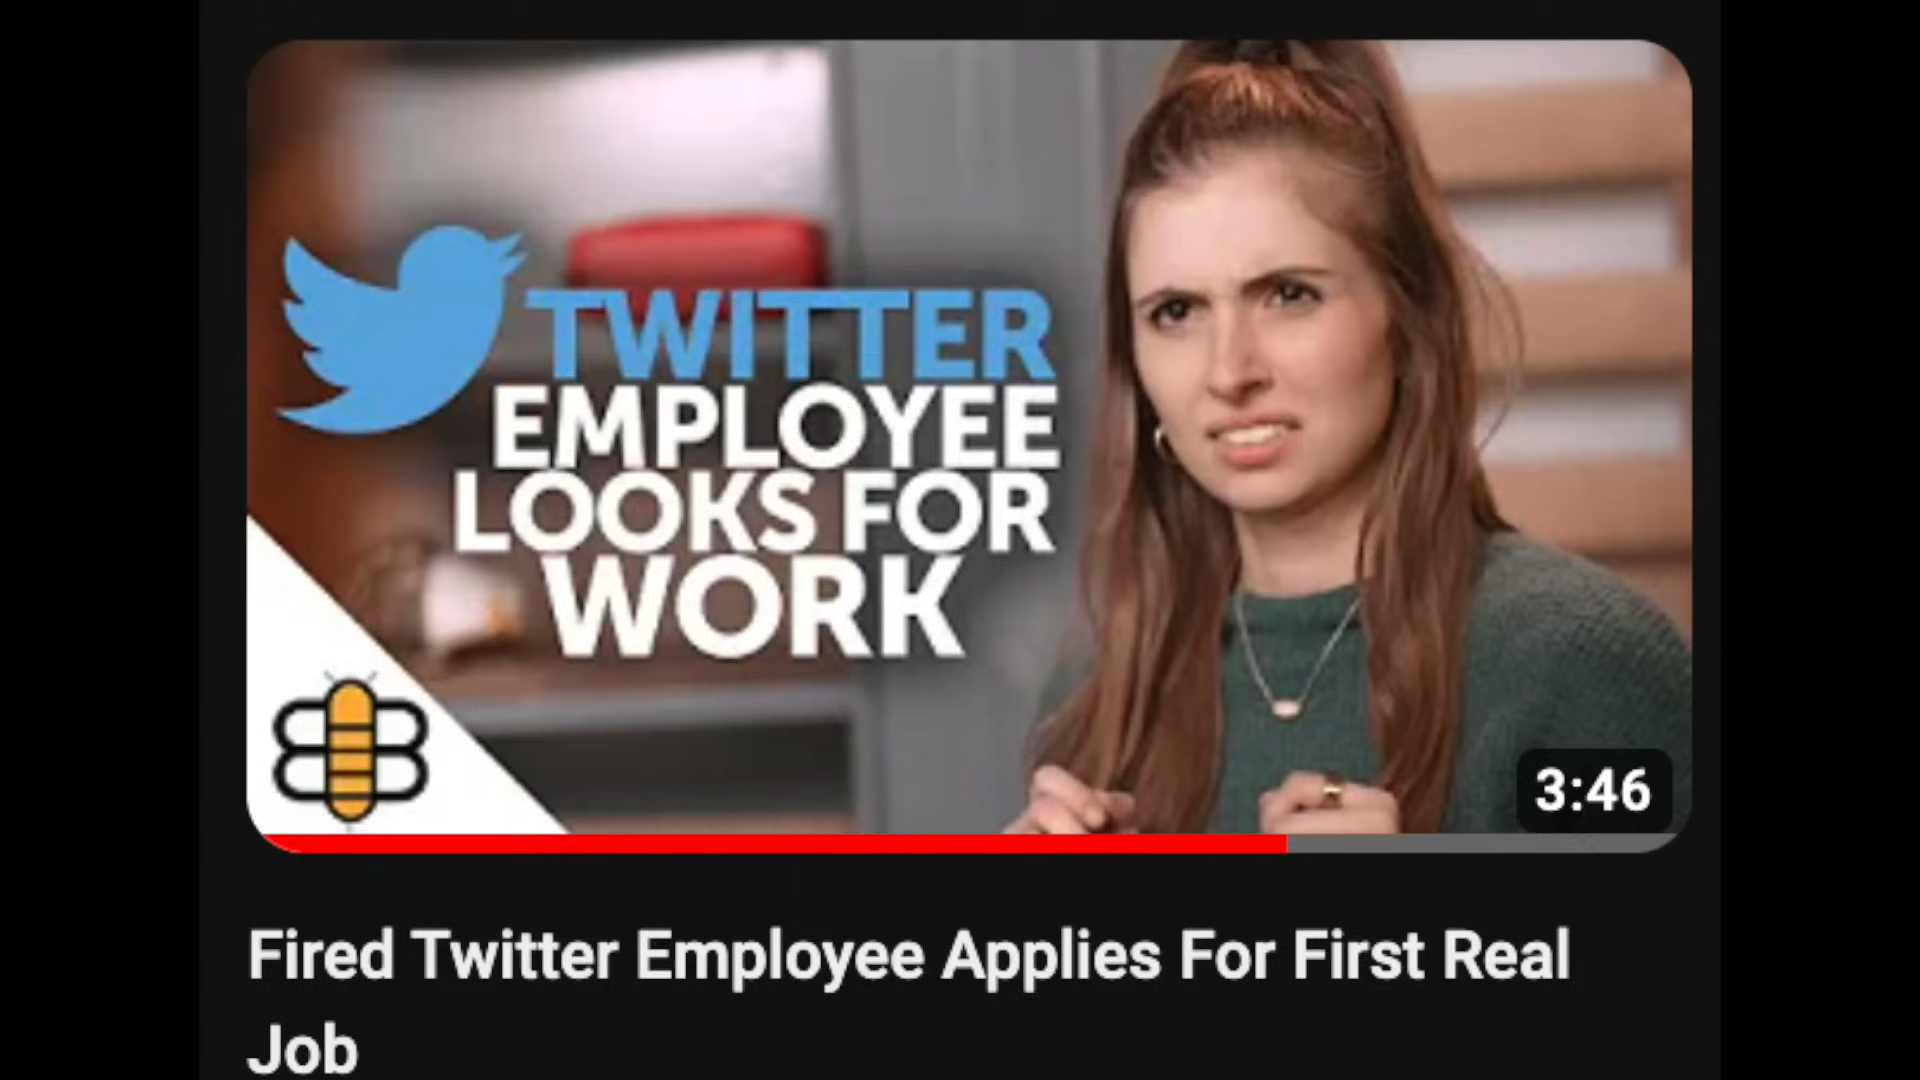 TWITTER
EMPLOYEE
LOOKS FOR
WORK
3:46
Fired Twitter Employee Applies For First Real
Job